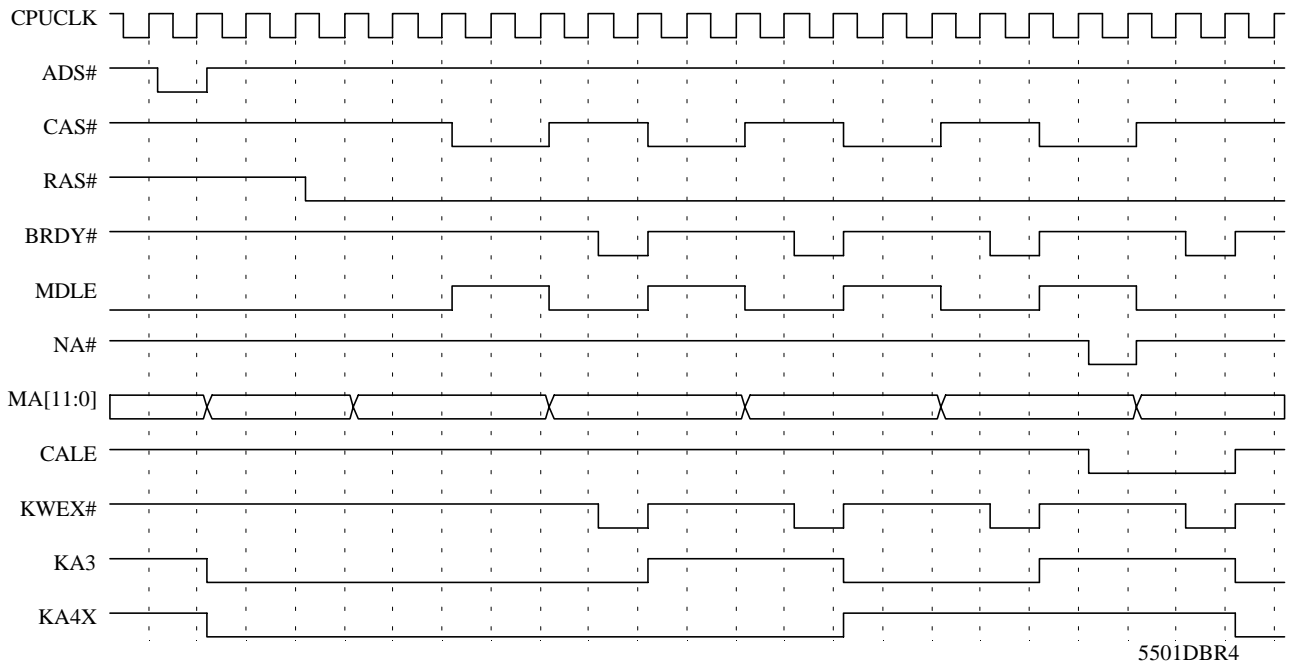 CPUCLK
ADS#
CAS#
RAS#
BRDY#
MDLE
NA#
MA[11:0]
CALE
KWEX#
KA3
KA4X
5501DBR4